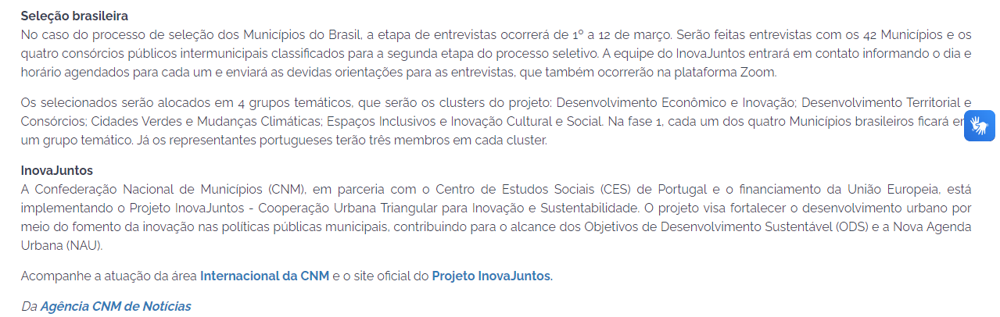 Seleção brasileira
No caso do processo de seleção dos Municípios do Brasil, a etapa de entrevistas ocorrerá de 1º a 12 de março. Serão feitas entrevistas com os 42 Municípios e os
quatro consórcios públicos intermunicipais classificados para a segunda etapa do processo seletivo. A equipe do InovaJuntos entrará em contato informando o dia e
horário agendados para cada um e enviará as devidas orientações para as entrevistas, que também ocorrerão na plataforma Zoom.
Os selecionados serão alocados em 4 grupos temáticos, que serão os clusters do projeto: Desenvolvimento Econômico e Inovação; Desenvolvimento Territorial e
Consórcios; Cidades Verdes e Mudanças Climáticas; Espaços Inclusivos e Inovação Cultural e Social. Na fase 1, cada um dos quatro Municípios brasileiros ficará em
um grupo temático. Já os representantes portugueses terão três membros em cada cluster.
InovaJuntos
A Confederação Nacional de Municípios (CNM), em parceria com o Centro de Estudos Sociais (CES) de Portugal e o financiamento da União Europeia, está
implementando o Projeto InovaJuntos - Cooperação Urbana Triangular para Inovação e Sustentabilidade. O projeto visa fortalecer o desenvolvimento urbano por
meio do fomento da inovação nas políticas públicas municipais, contribuindo para o alcance dos Objetivos de Desenvolvimento Sustentável (ODS) e a Nova Agenda
Urbana (NAU).
Acompanhe a atuação da área Internacional da CNM e o site oficial do Projeto InovaJuntos.
Da Agência CNM de Notícias